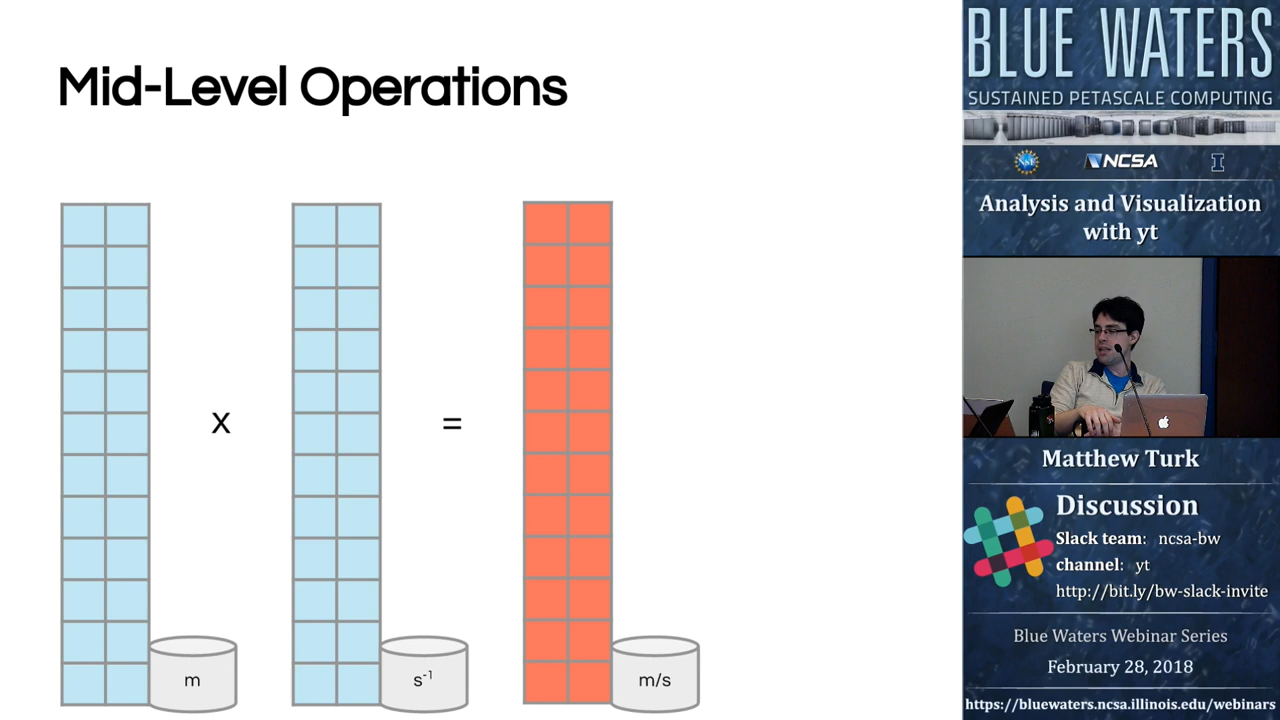 Mid-Level Operations
x
=
m
s⁻¹
m/s
BLUE WATERS
SUSTAINED PETASCALE COMPUTING
NSF
NCSA
I
Analysis and Visualization
with yt
Matthew Turk
Discussion
Slack team: ncsa-bw
channel: yt
http://bit.ly/bw-slack-invite
Blue Waters Webinar Series
February 28, 2018
https://bluewaters.ncsa.illinois.edu/webinars